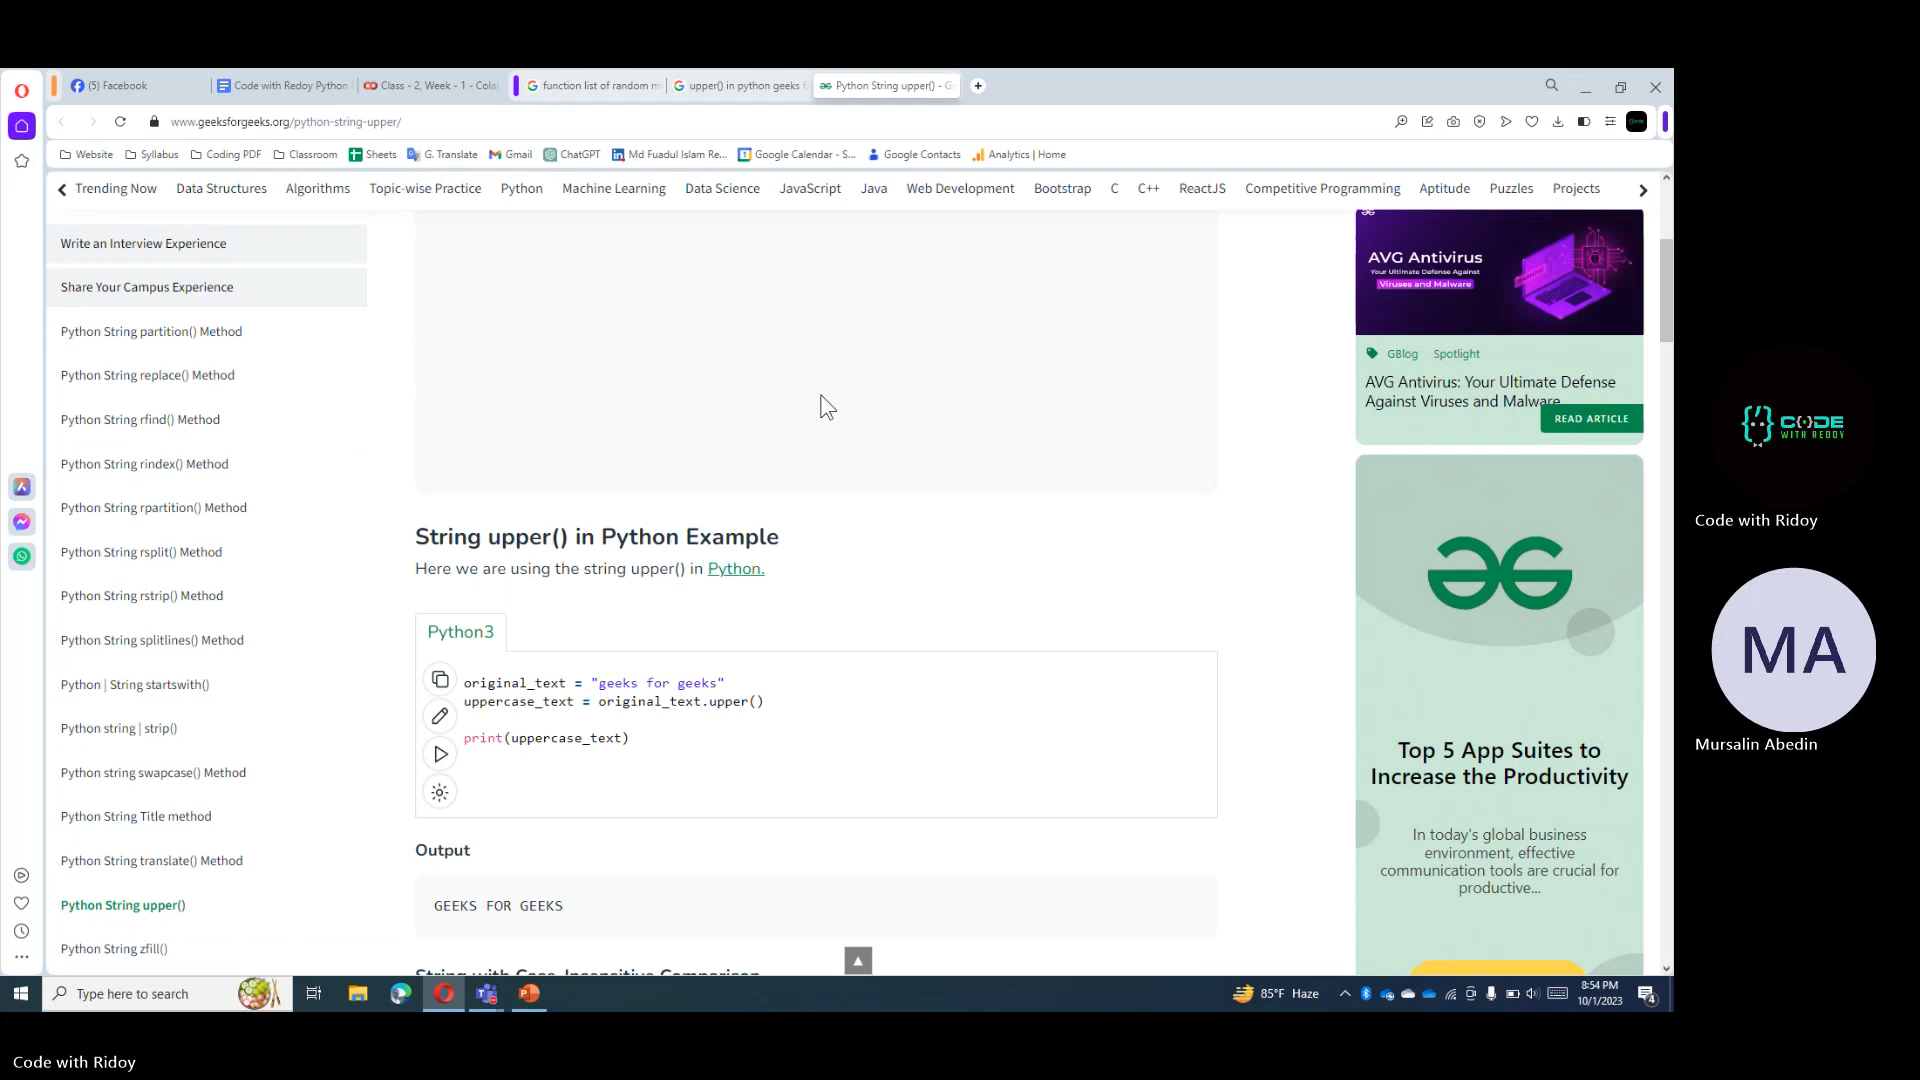 (5) Facebook
Code with Redoy Python
Class - 2, Week - 1 - Cola
function list of random m
upper() in python geeks f
Python String upper() - G
www.geeksforgeeks.org/python-string-upper/
Website
Syllabus
Coding PDF
Classroom
Sheets
G. Translate
Gmail
ChatGPT
Md Fuadul Islam Re...
Google Calendar - S...
Google Contacts
Analytics | Home
Trending Now
Data Structures
Algorithms
Topic-wise Practice
Python
Machine Learning
Data Science
JavaScript
Java
Web Development
Bootstrap
C
C++
ReactJS
Competitive Programming
Aptitude
Puzzles
Projects
Write an Interview Experience
Share Your Campus Experience
Python String partition() Method
Python String replace() Method
Python String rfind() Method
Python String rindex() Method
Python String rpartition() Method
Python String rsplit() Method
Python String rstrip() Method
Python String splitlines() Method
Python | String startswith()
Python string | strip()
Python string swapcase() Method
Python String Title method
Python String translate() Method
Python String upper()
Python String zfill()
String upper() in Python Example
Here we are using the string upper() in Python.
Python3
original_text = "geeks for geeks"
uppercase_text = original_text.upper()
print(uppercase_text)
Output
GEEKS FOR GEEKS
String with Case-Insensitive Comparison
AVG Antivirus
Your Ultimate Defense Against
Viruses and Malware
GBlog
Spotlight
AVG Antivirus: Your Ultimate Defense
Against Viruses and Malware
READ ARTICLE
Top 5 App Suites to
Increase the Productivity
In today's global business
environment, effective
communication tools are crucial for
productive...
CODE
WITH REDOY
Code with Ridoy
MA
Mursalin Abedin
Type here to search
85°F Haze
8:54 PM
10/1/2023
4
Code with Ridoy